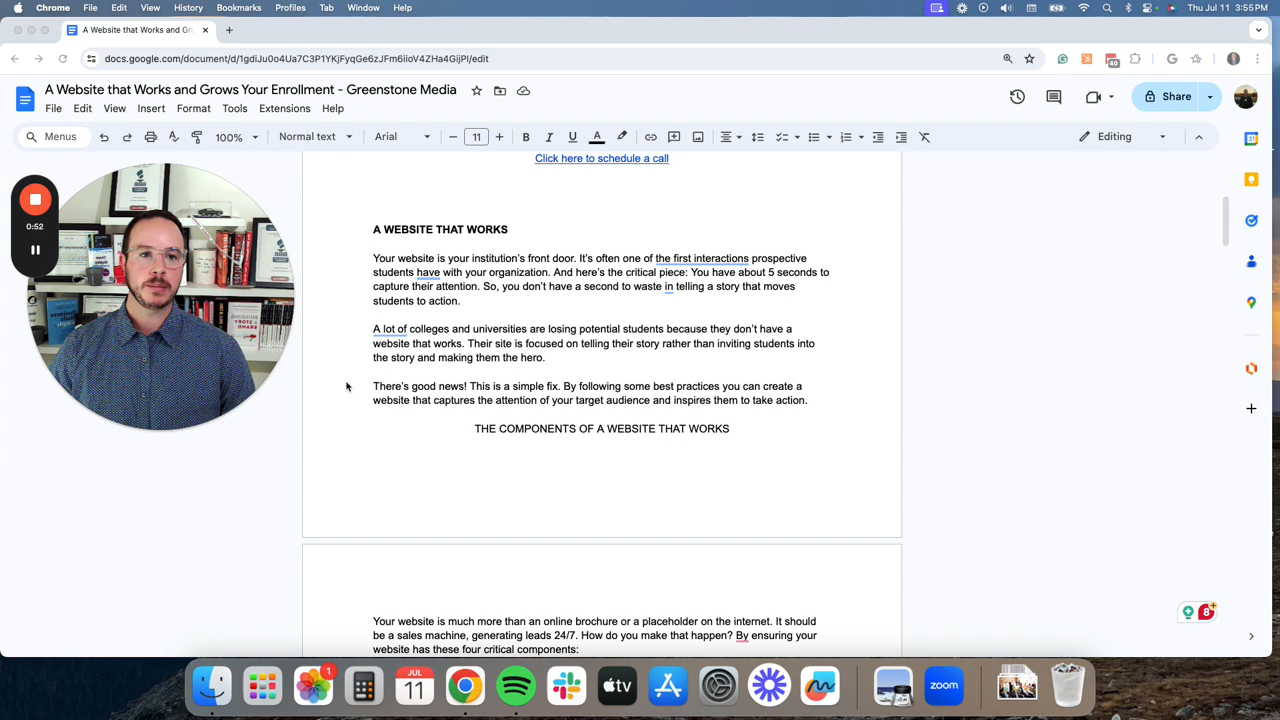 Chrome File Edit View History Bookmarks Profiles Tab Window Help Thu Jul 11 3:55 PM
A Website that Works and Gr
docs.google.com/document/d/1gdiJu0o4Ua7C3P1YKjFyqGe6zJFm6iioV4ZHa4GijPI/edit
40
A Website that Works and Grows Your Enrollment - Greenstone Media
Share
File Edit View Insert Format Tools Extensions Help
Menus 100% Normal text Arial 11 B I U A Editing
31
Click here to schedule a call
0:52
A WEBSITE THAT WORKS
Your website is your institution's front door. It's often one of the first interactions prospective
students have with your organization. And here's the critical piece: You have about 5 seconds to
capture their attention. So, you don't have a second to waste in telling a story that moves
students to action.
A lot of colleges and universities are losing potential students because they don't have a
website that works. Their site is focused on telling their story rather than inviting students into
the story and making them the hero.
There's good news! This is a simple fix. By following some best practices you can create a
website that captures the attention of your target audience and inspires them to take action.
THE COMPONENTS OF A WEBSITE THAT WORKS
Your website is much more than an online brochure or a placeholder on the internet. It should
be a sales machine, generating leads 24/7. How do you make that happen? By ensuring your
website has these four critical components:
8
1
JUL
11
tv
zoom